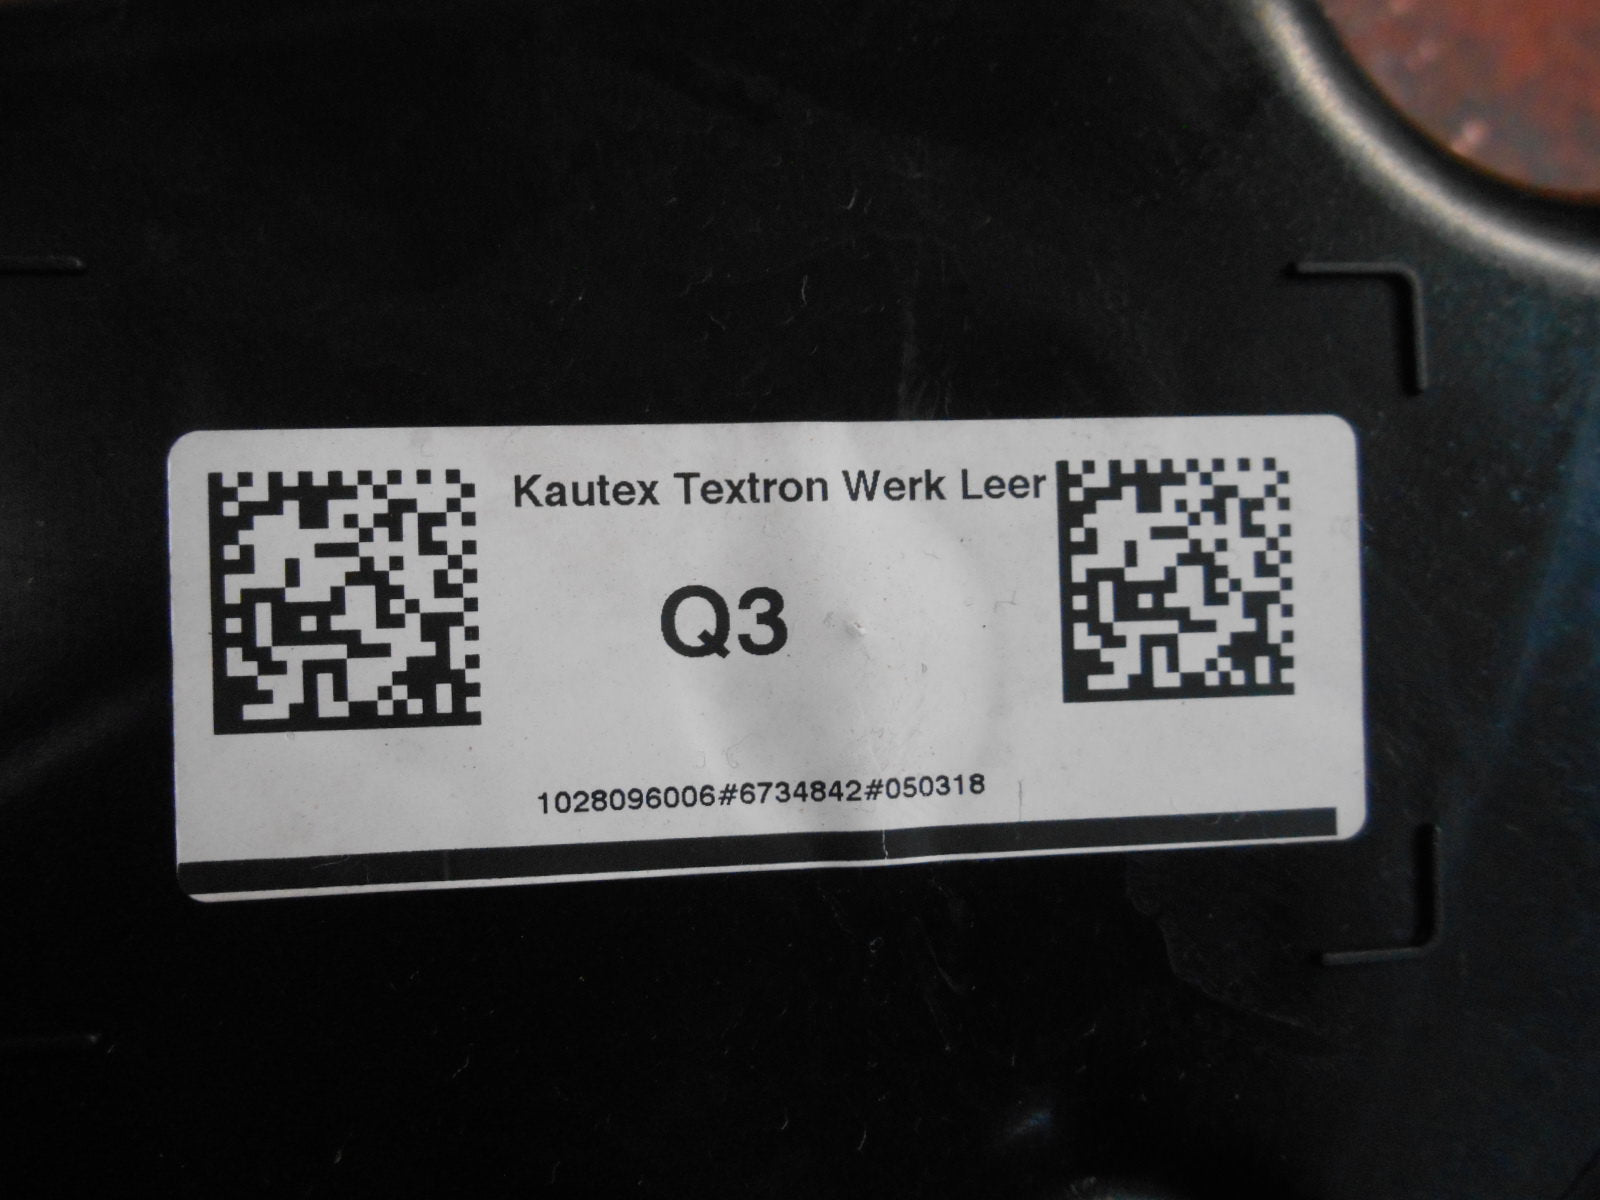 Kautex Textron Werk Leer
Q3
1028096006#6734842#050318